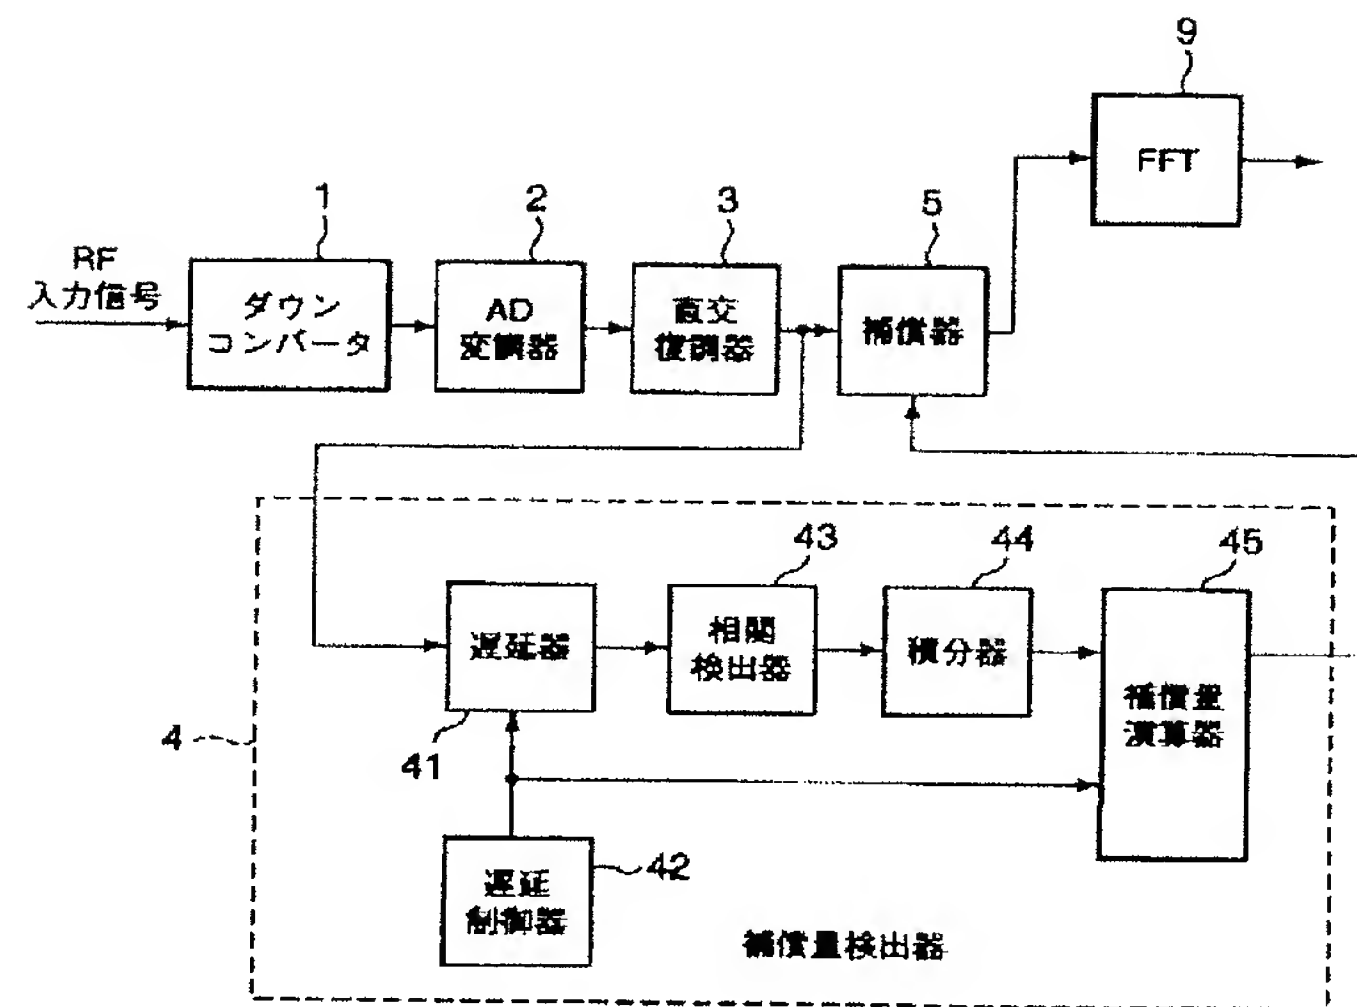 9
FFT
1
2
3
5
RF
入力信号
ダウン
コンバータ
AD
変調器
直交
復調器
補償器
43
44
45
遅延器
相関
検出器
積分器
補償量
演算器
4
41
42
遅延
制御器
補償量検出器